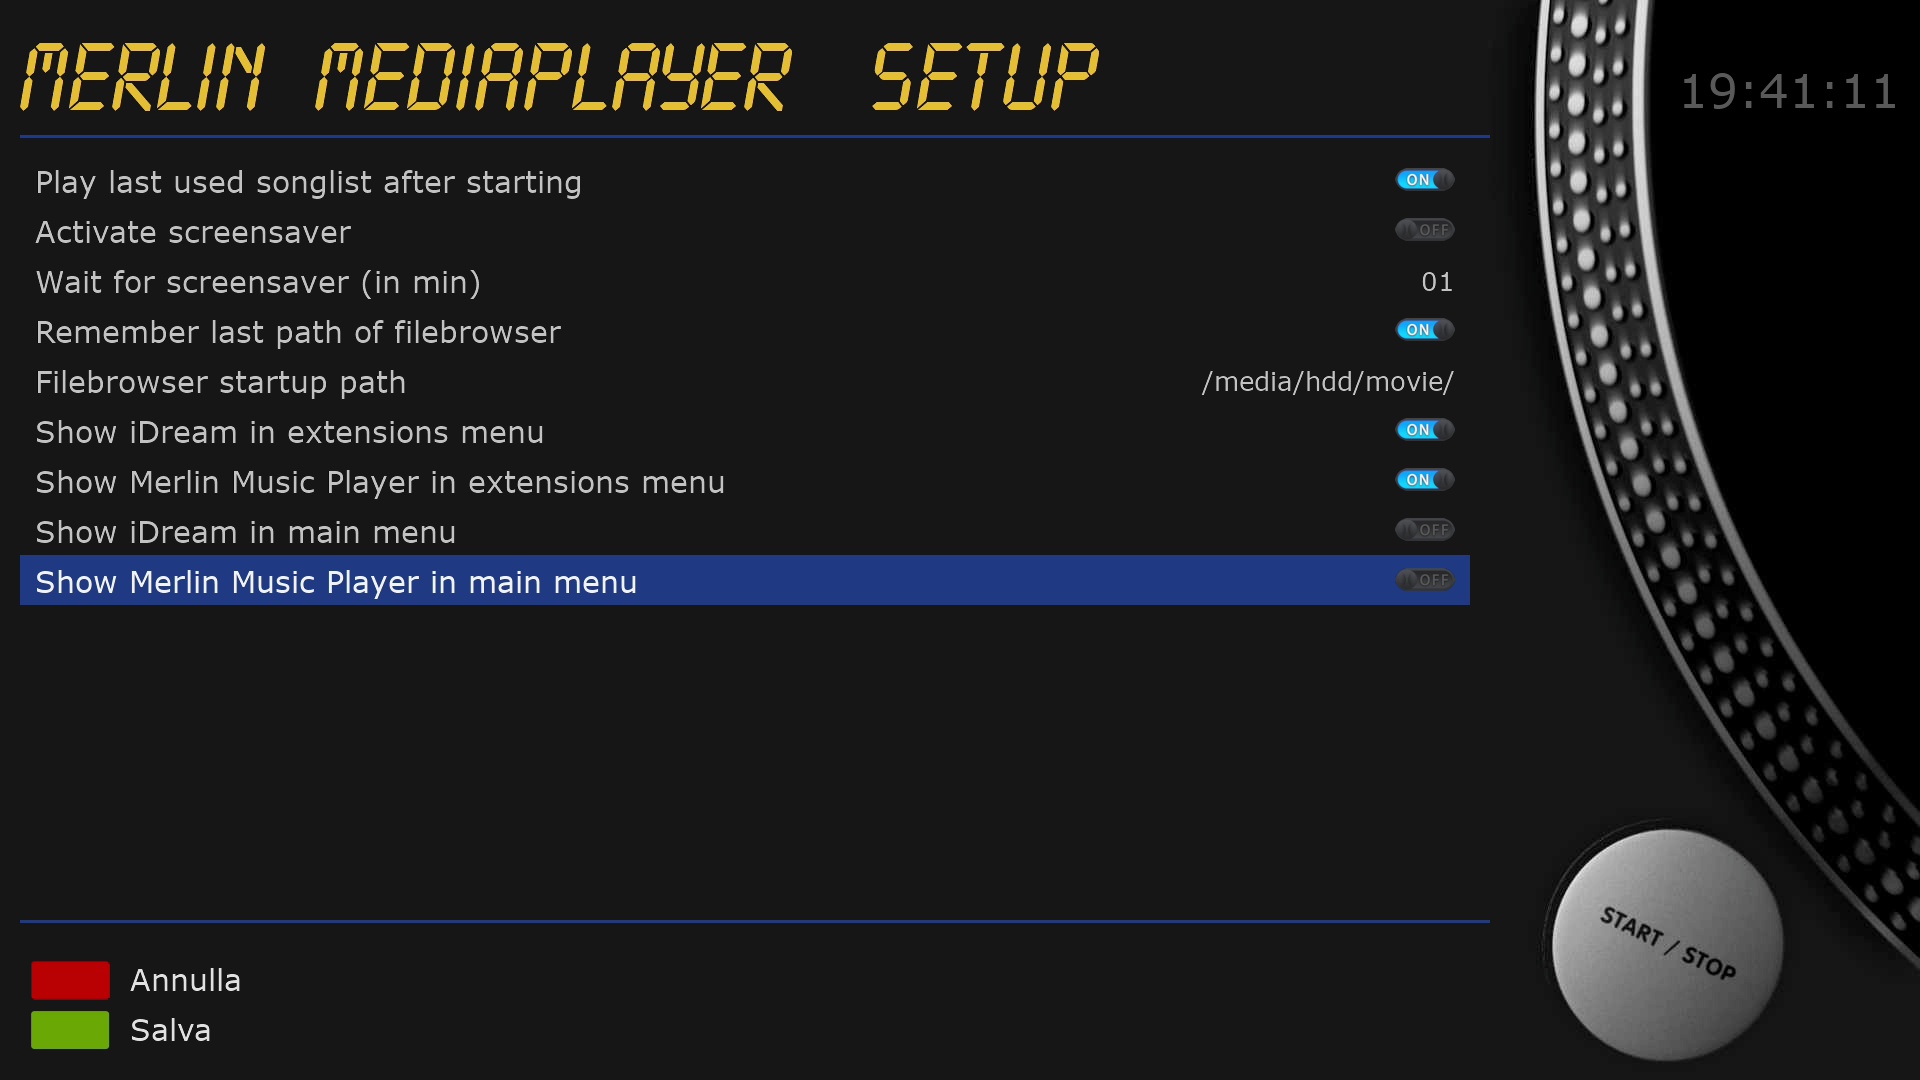 MERLIN MEDIAPLAYER SETUP
19:41:11
Play last used songlist after starting ON
Activate screensaver OFF
Wait for screensaver (in min) 01
Remember last path of filebrowser ON
Filebrowser startup path /media/hdd/movie/
Show iDream in extensions menu ON
Show Merlin Music Player in extensions menu ON
Show iDream in main menu OFF
Show Merlin Music Player in main menu OFF
START / STOP
Annulla
Salva